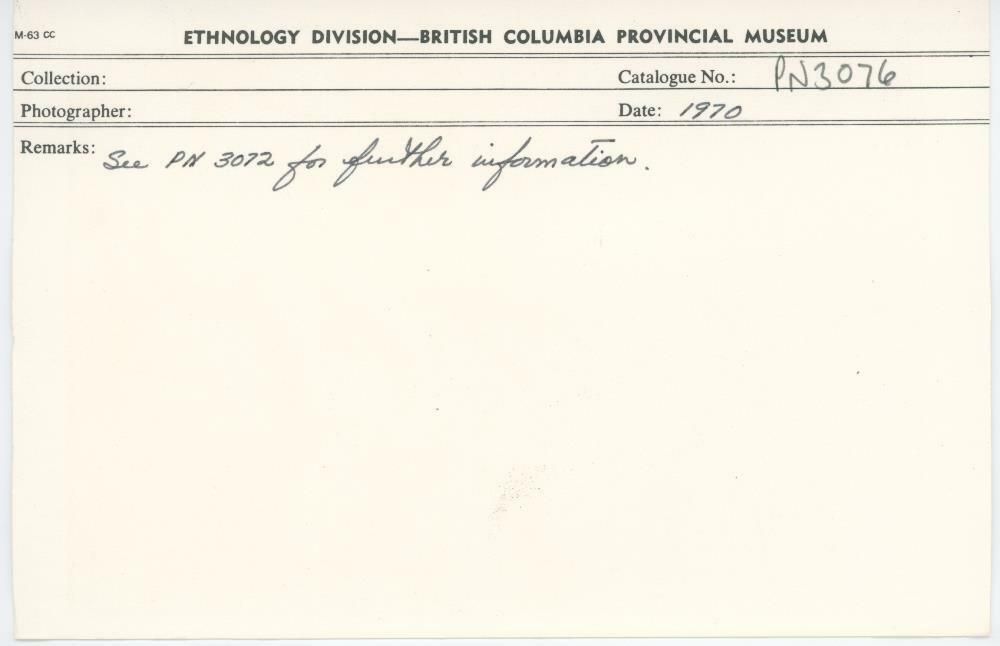 M-63 CC
ETHNOLOGY DIVISION—BRITISH COLUMBIA PROVINCIAL MUSEUM
Collection:
Catalogue No.: PN3076
Photographer:
Date: 1970
Remarks: See PN 3072 for further information.